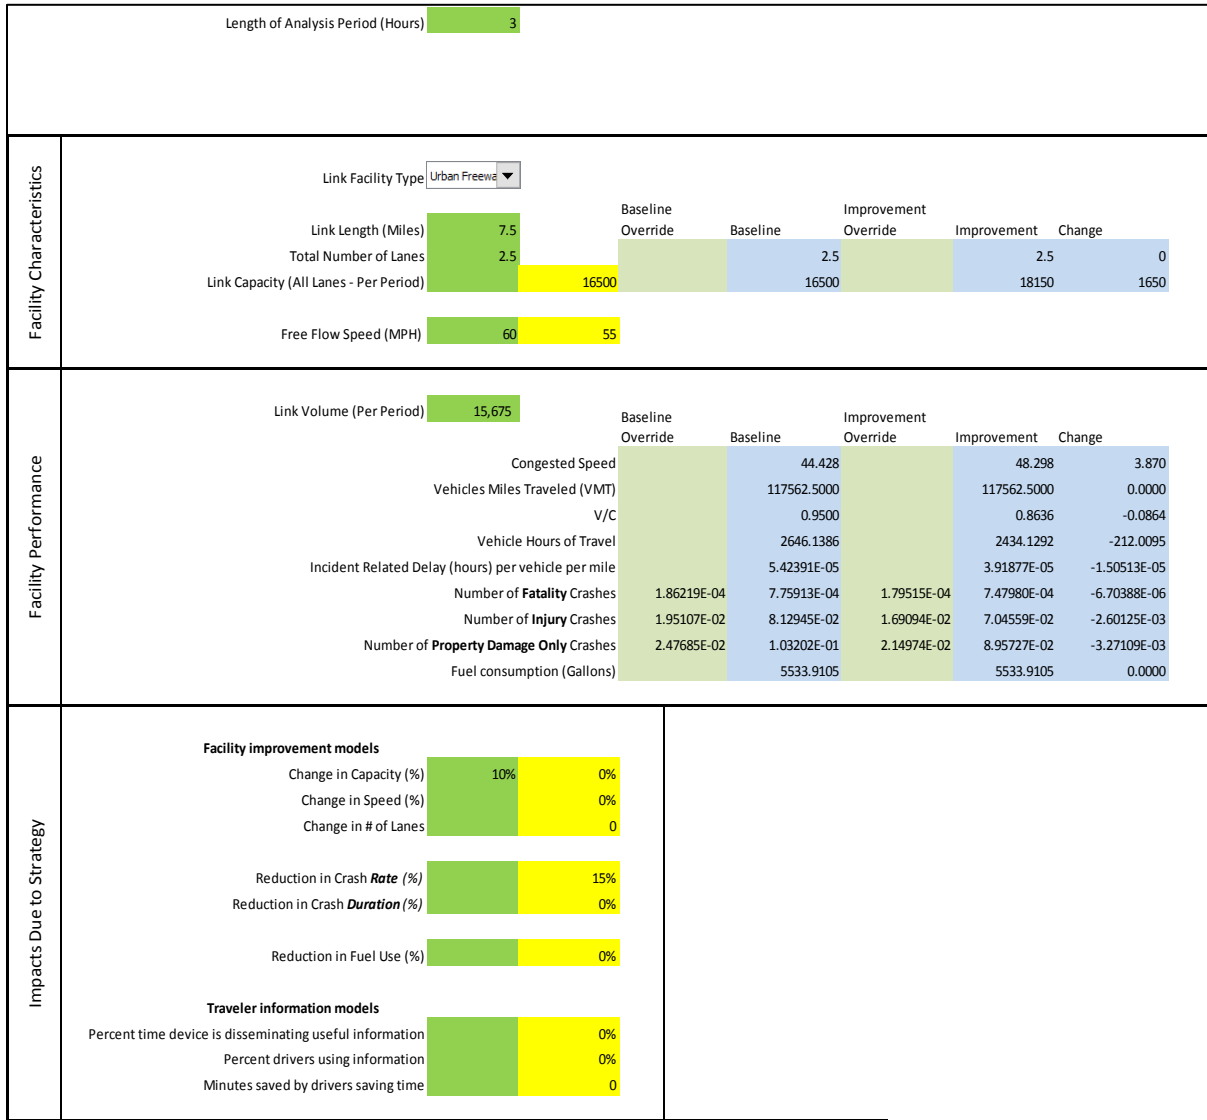 Length of Analysis Period (Hours) 3
Facility Characteristics
Link Facility Type Urban Freewa
Baseline Improvement
Link Length (Miles) 7.5 Override Baseline Override Improvement Change
Total Number of Lanes 2.5 2.5 2.5 0
Link Capacity (All Lanes - Per Period) 16500 16500 18150 1650
Free Flow Speed (MPH) 60 55
Facility Performance
Link Volume (Per Period) 15,675
Baseline Improvement
Override Baseline Override Improvement Change
Congested Speed 44.428 48.298 3.870
Vehicles Miles Traveled (VMT) 117562.5000 117562.5000 0.0000
V/C 0.9500 0.8636 -0.0864
Vehicle Hours of Travel 2646.1386 2434.1292 -212.0095
Incident Related Delay (hours) per vehicle per mile 5.42391E-05 3.91877E-05 -1.50513E-05
Number of Fatality Crashes 1.86219E-04 7.75913E-04 1.79515E-04 7.47980E-04 -6.70388E-06
Number of Injury Crashes 1.95107E-02 8.12945E-02 1.69094E-02 7.04559E-02 -2.60125E-03
Number of Property Damage Only Crashes 2.47685E-02 1.03202E-01 2.14974E-02 8.95727E-02 -3.27109E-03
Fuel consumption (Gallons) 5533.9105 5533.9105 0.0000
Impacts Due to Strategy
Facility improvement models
Change in Capacity (%) 10% 0%
Change in Speed (%) 0%
Change in # of Lanes 0
Reduction in Crash Rate (%) 15%
Reduction in Crash Duration (%) 0%
Reduction in Fuel Use (%) 0%
Traveler information models
Percent time device is disseminating useful information 0%
Percent drivers using information 0%
Minutes saved by drivers saving time 0